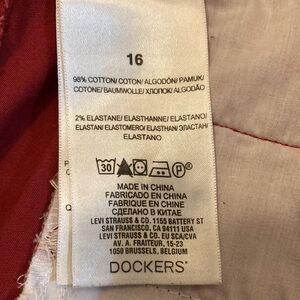 16
98% COTTON/COTON/ALGODÓN/PAMUK/
COTONE/BAUMWOLLE/ХЛОПОК/ALGODÃO
2% ELASTANE/ELASTHANNE/ELASTANO/
ELASTAN/ELASTOMERO/ELASTHAN/ЭЛАСТАН/
ELASTANO
30
P
MADE IN CHINA
FABRICADO EN CHINA
FABRIQUE EN CHINE
СДЕЛАНО В КИТАЕ
LEVI STRAUSS & CO. 1155 BATTERY ST
SAN FRANCISCO, CA 94111 USA
LEVI STRAUSS & CO. EU SCA/CVA
AV. A. FRAITEUR, 15-23
1050 BRUSSELS, BELGIUM
DOCKERS